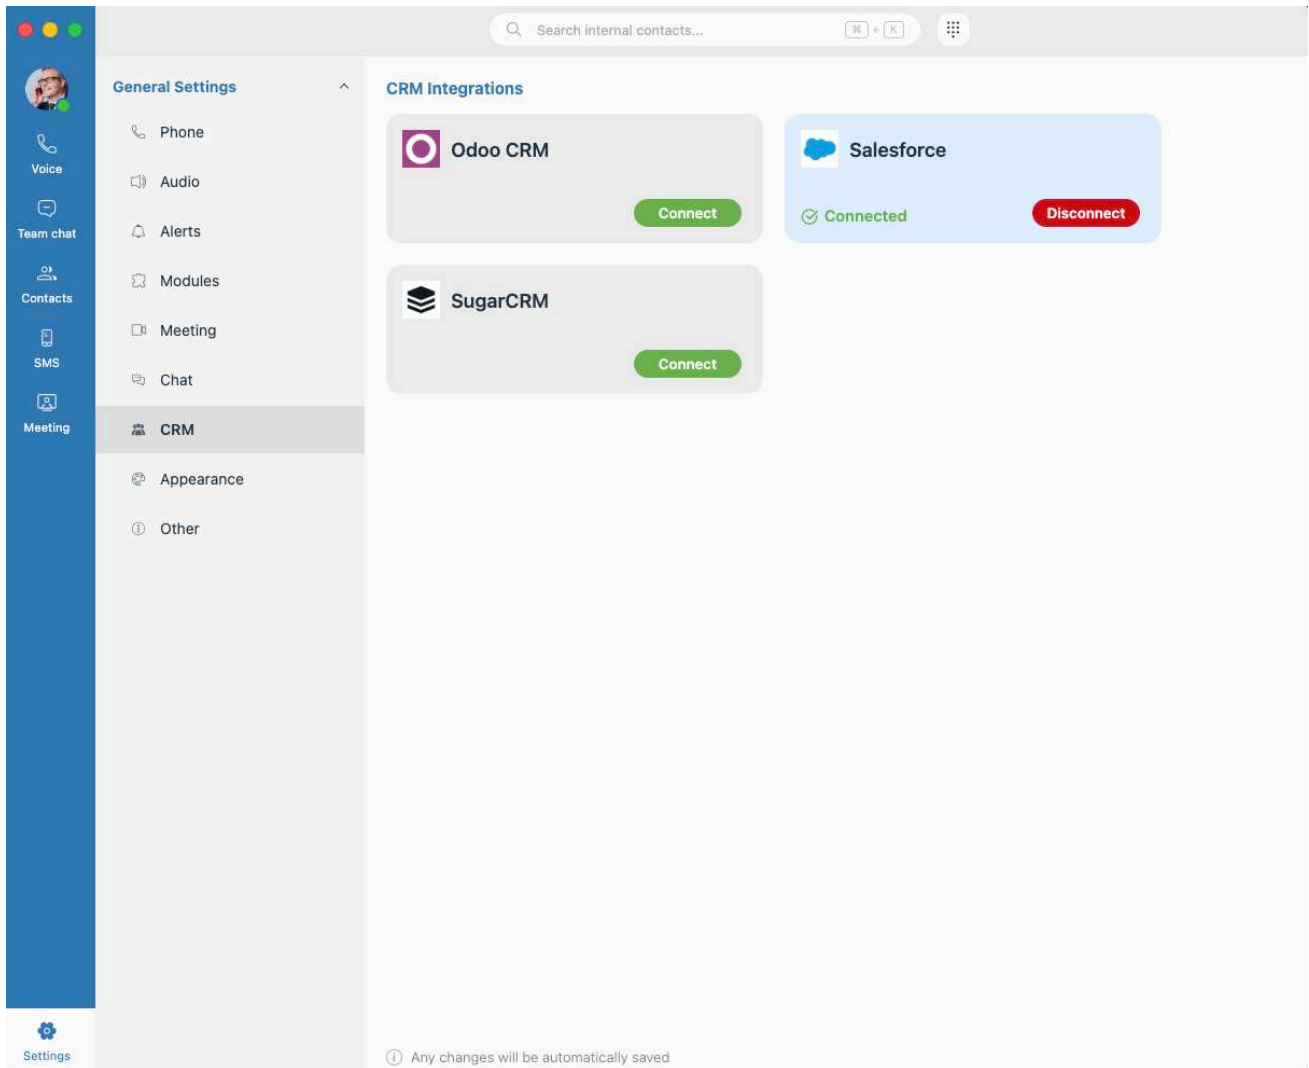 Search internal contacts...
⌘ + K
Voice
Team chat
Contacts
SMS
Meeting
Settings
General Settings
Phone
Audio
Alerts
Modules
Meeting
Chat
CRM
Appearance
Other
CRM Integrations
Odoo CRM
Connect
Salesforce
Connected
Disconnect
SugarCRM
Connect
Any changes will be automatically saved